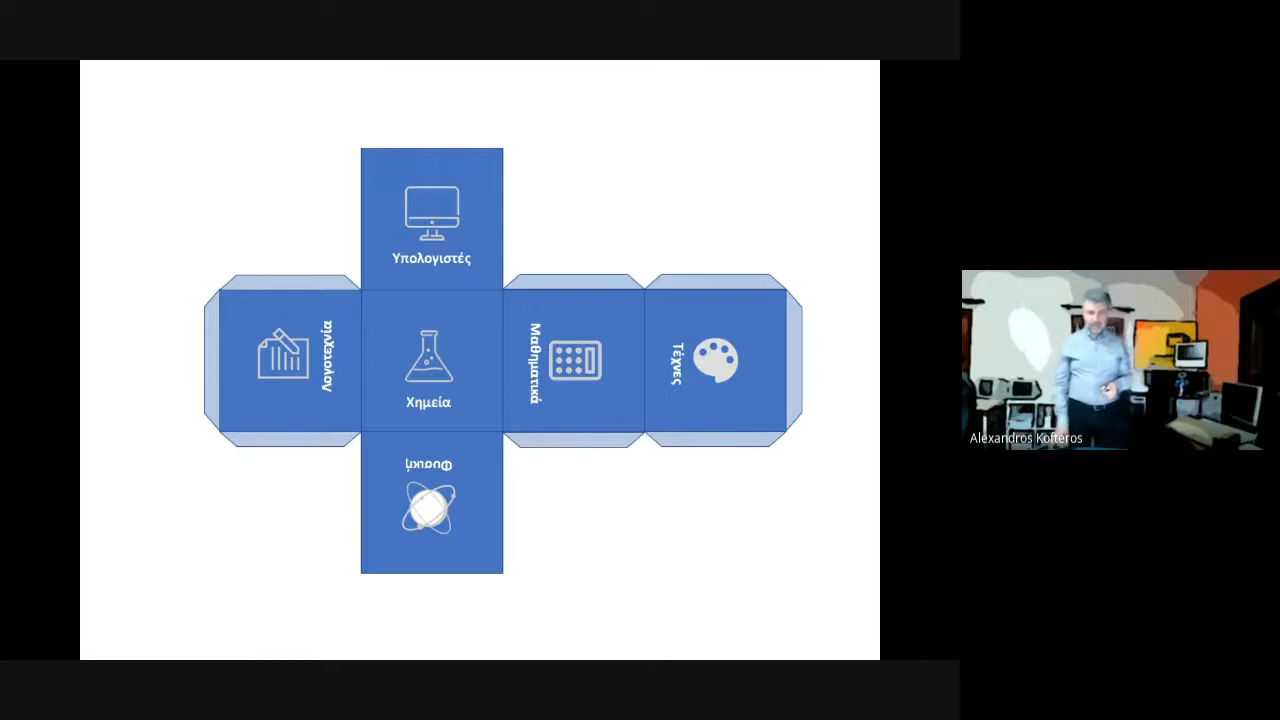 Υπολογιστές
Λογοτεχνία
Χημεία
Μαθηματικά
Τέχνες
Φυσική
Alexandros Kofteros